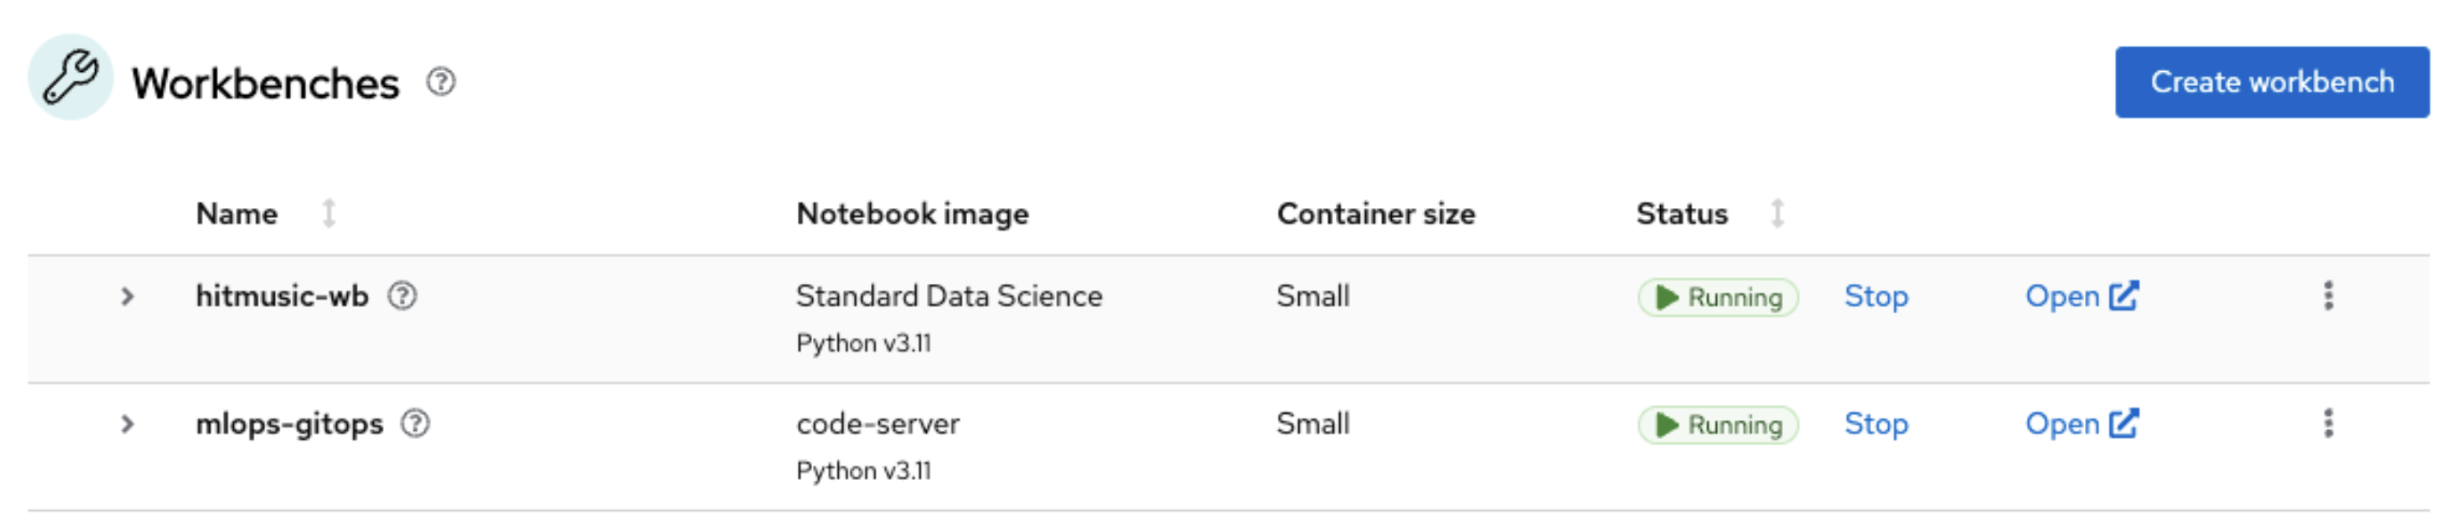 Workbenches
Create workbench
Name Notebook image Container size Status
hitmusic-wb Standard Data Science Small Running Stop Open
Python v3.11
mlops-gitops code-server Small Running Stop Open
Python v3.11